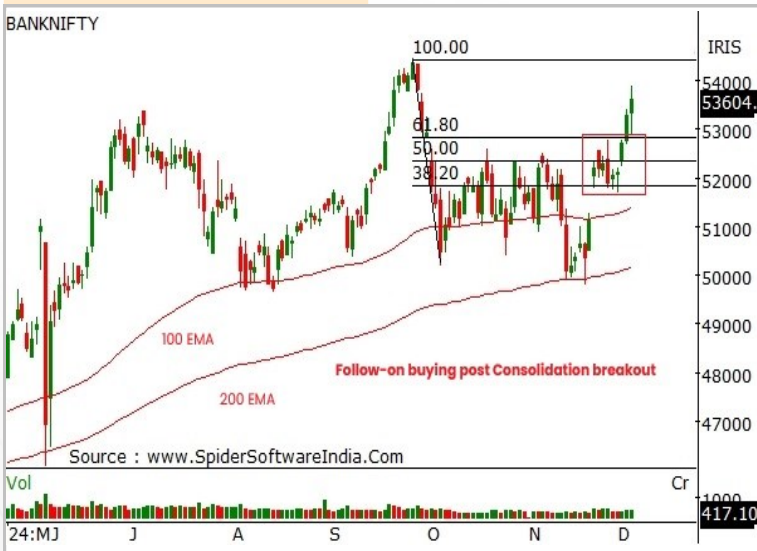 BANKNIFTY
IRIS
100.00
54000
53604.
61.80
53000
50.00
38.20
52000
51000
50000
100 EMA
49000
Follow-on buying post Consolidation breakout
200 EMA
48000
47000
Source : www.SpiderSoftwareIndia.Com
Vol
Cr
1000
417.10
24:MJ J A S O N D